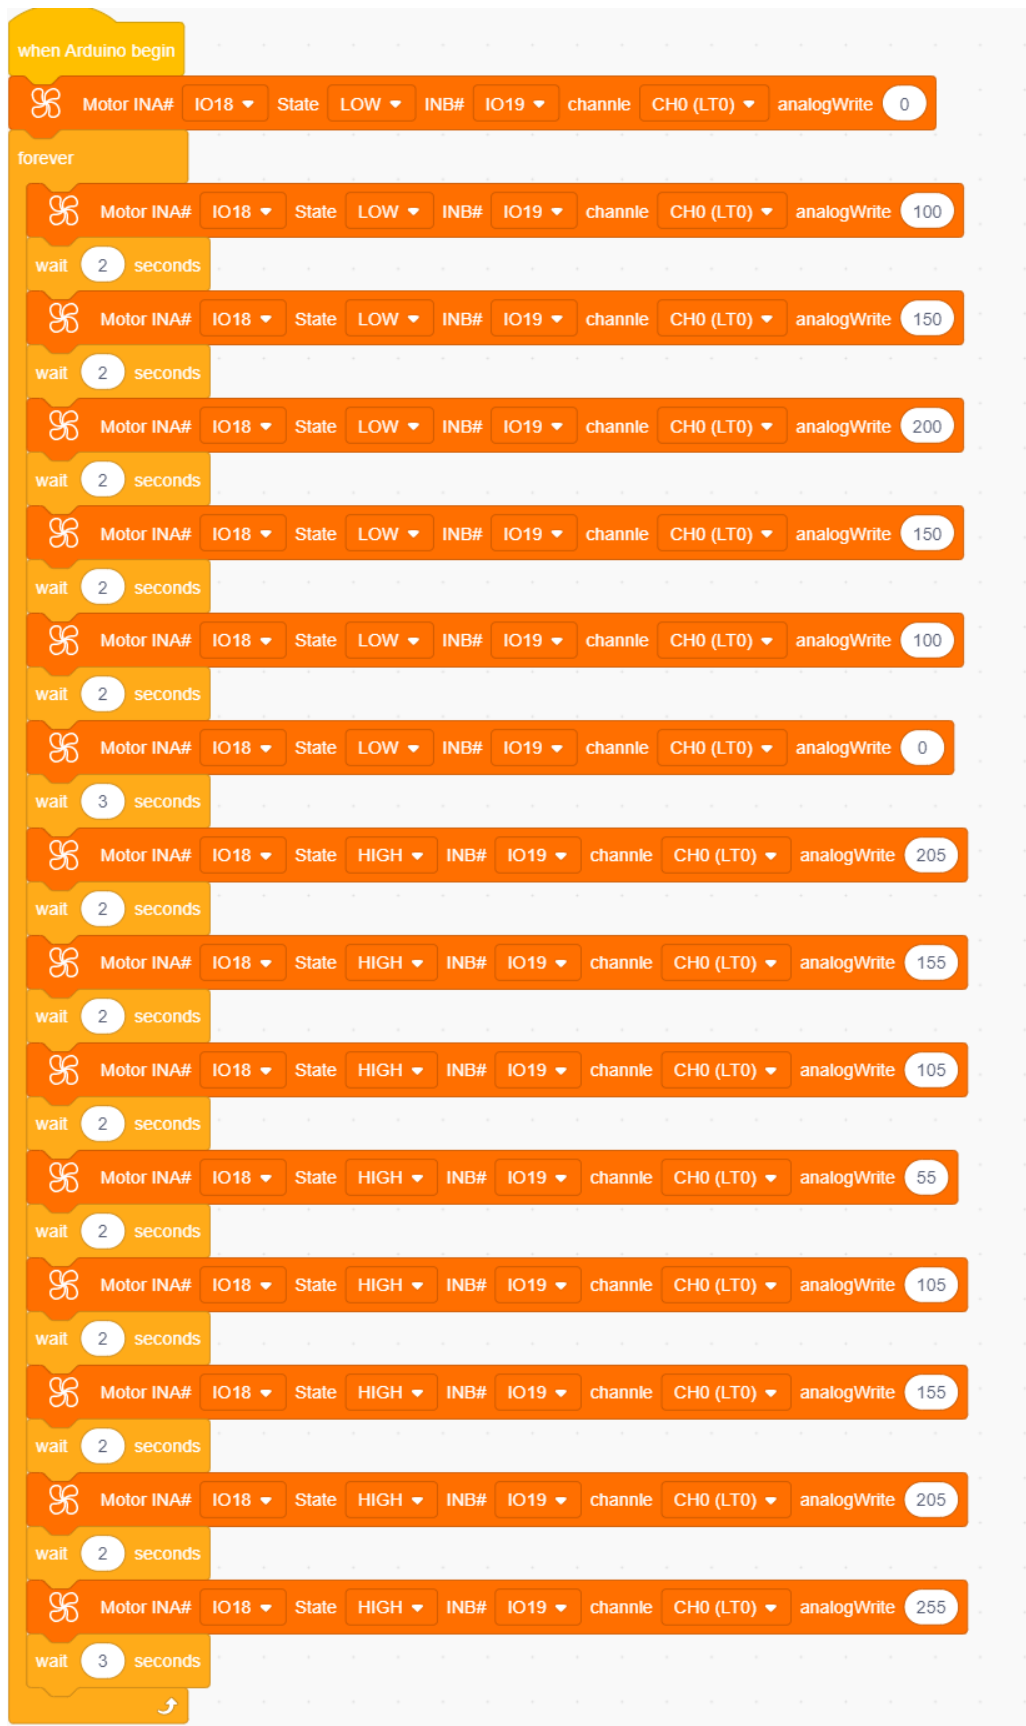 when Arduino begin
Motor INA# IO18 State LOW INB# IO19 channle CH0 (LT0) analogWrite 0
forever
Motor INA# IO18 State LOW INB# IO19 channle CH0 (LT0) analogWrite 100
wait 2 seconds
Motor INA# IO18 State LOW INB# IO19 channle CH0 (LT0) analogWrite 150
wait 2 seconds
Motor INA# IO18 State LOW INB# IO19 channle CH0 (LT0) analogWrite 200
wait 2 seconds
Motor INA# IO18 State LOW INB# IO19 channle CH0 (LT0) analogWrite 150
wait 2 seconds
Motor INA# IO18 State LOW INB# IO19 channle CH0 (LT0) analogWrite 100
wait 2 seconds
Motor INA# IO18 State LOW INB# IO19 channle CH0 (LT0) analogWrite 0
wait 3 seconds
Motor INA# IO18 State HIGH INB# IO19 channle CH0 (LT0) analogWrite 205
wait 2 seconds
Motor INA# IO18 State HIGH INB# IO19 channle CH0 (LT0) analogWrite 155
wait 2 seconds
Motor INA# IO18 State HIGH INB# IO19 channle CH0 (LT0) analogWrite 105
wait 2 seconds
Motor INA# IO18 State HIGH INB# IO19 channle CH0 (LT0) analogWrite 55
wait 2 seconds
Motor INA# IO18 State HIGH INB# IO19 channle CH0 (LT0) analogWrite 105
wait 2 seconds
Motor INA# IO18 State HIGH INB# IO19 channle CH0 (LT0) analogWrite 155
wait 2 seconds
Motor INA# IO18 State HIGH INB# IO19 channle CH0 (LT0) analogWrite 205
wait 2 seconds
Motor INA# IO18 State HIGH INB# IO19 channle CH0 (LT0) analogWrite 255
wait 3 seconds